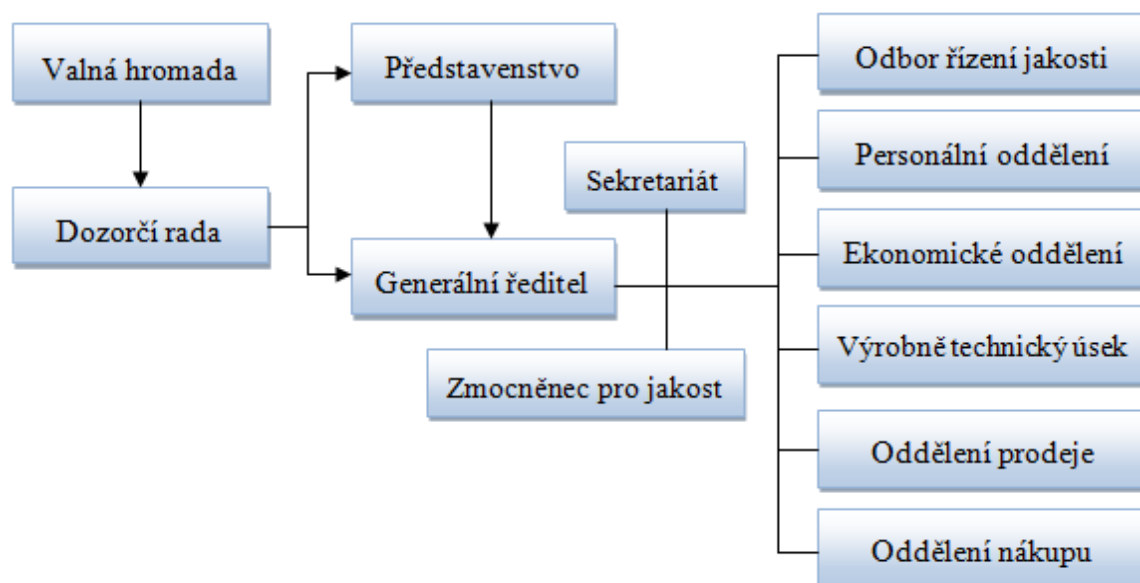 Valná hromada
Dozorčí rada
Představenstvo
Generální ředitel
Sekretariát
Zmocněnec pro jakost
Odbor řízení jakosti
Personální oddělení
Ekonomické oddělení
Výrobně technický úsek
Oddělení prodeje
Oddělení nákupu